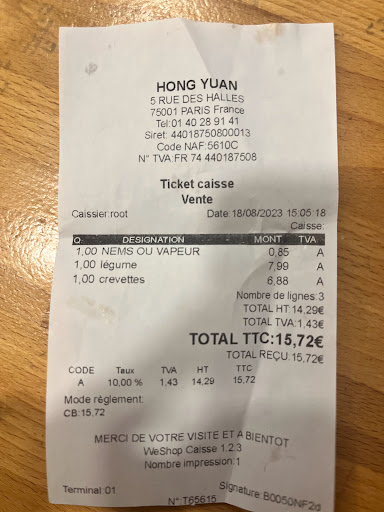 HONG YUAN
5 RUE DES HALLES
75001 PARIS France
Tel:01 40 28 91 41
Siret: 44018750800013
Code NAF:5610C
N° TVA FR 74 440187508
Ticket caisse
Vente
Caissier:root Date:18/08/2023 15:05:18
Caisse:
Q. DESIGNATION MONT TVA
1,00 NEMS OU VAPEUR 0,85 A
1,00 légume 7,99 A
1,00 crevettes 6,88 A
Nombre de lignes:3
TOTAL HT:14,29€
TOTAL TVA:1,43€
TOTAL TTC:15,72€
TOTAL REÇU:15,72€
CODE Taux TVA HT TTC
A 10,00 % 1,43 14,29 15,72
Mode règlement:
CB:15,72
MERCI DE VOTRE VISITE ET A BIENTOT
WeShop Caisse 1.2.3
Nombre impression:1
Terminal:01 Signature:B0050NF2d
N°:T65615